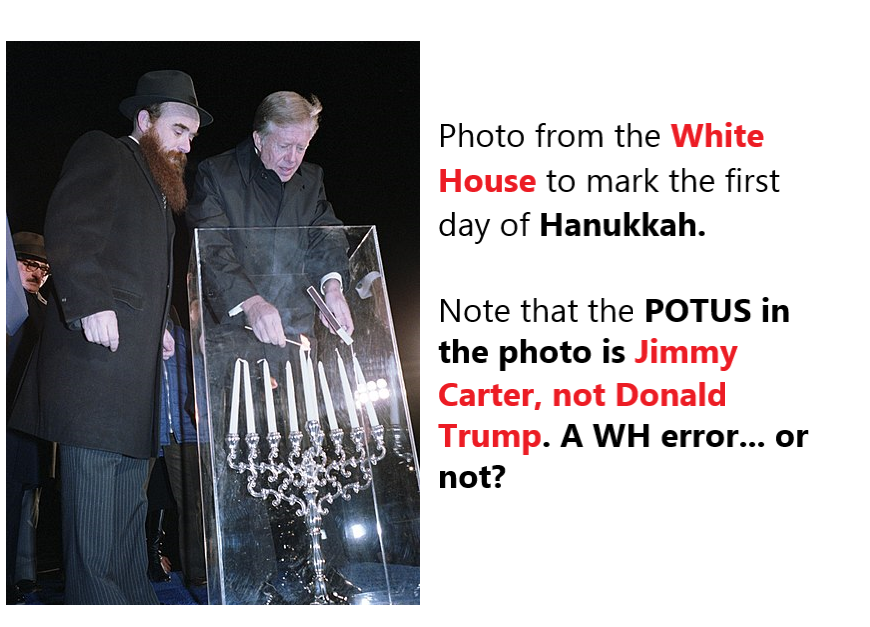 Photo from the White
House to mark the first
day of Hanukkah.
Note that the POTUS in
the photo is Jimmy
Carter, not Donald
Trump. A WH error... or
not?